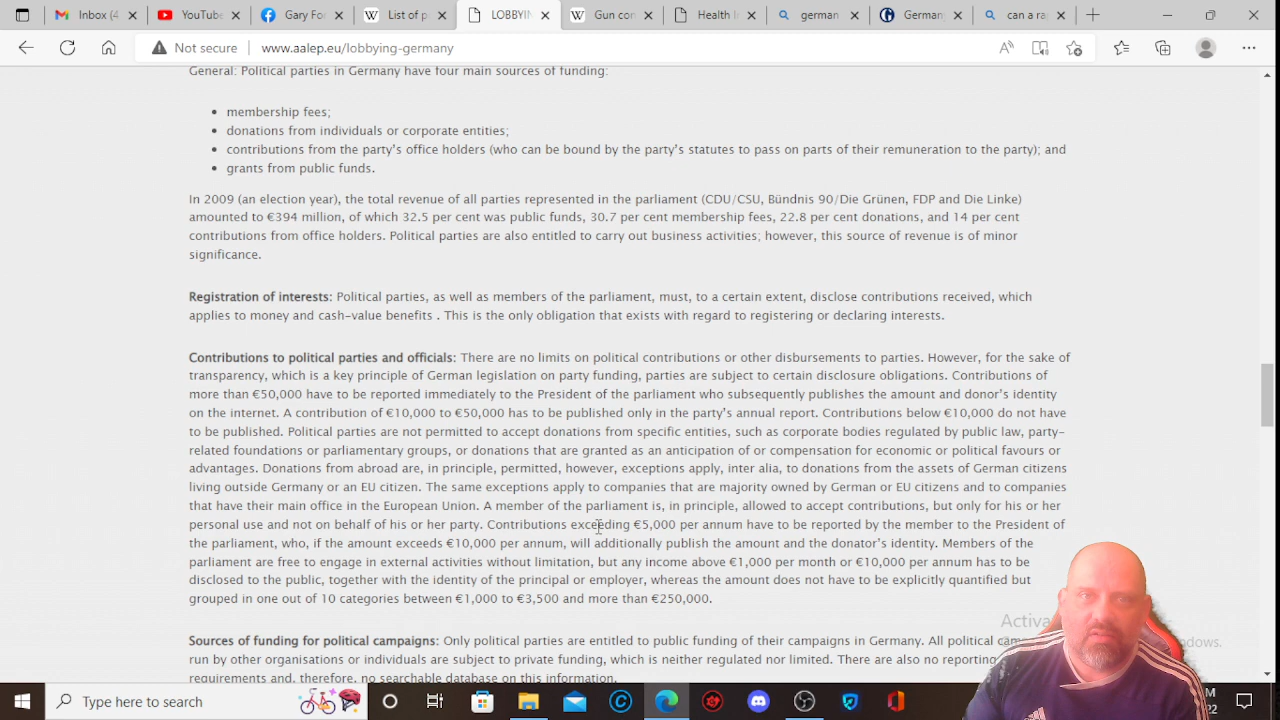 Inbox (4
YouTube
Gary Foo
List of p
LOBBYIN
Gun con
Health I
german
German
can a ra
Not secure
www.aalep.eu/lobbying-germany
General: Political parties in Germany have four main sources of funding:
• membership fees;
• donations from individuals or corporate entities;
• contributions from the party's office holders (who can be bound by the party's statutes to pass on parts of their remuneration to the party); and
• grants from public funds.
In 2009 (an election year), the total revenue of all parties represented in the parliament (CDU/CSU, Bündnis 90/Die Grünen, FDP and Die Linke)
amounted to €394 million, of which 32.5 per cent was public funds, 30.7 per cent membership fees, 22.8 per cent donations, and 14 per cent
contributions from office holders. Political parties are also entitled to carry out business activities; however, this source of revenue is of minor
significance.
Registration of interests: Political parties, as well as members of the parliament, must, to a certain extent, disclose contributions received, which
applies to money and cash-value benefits . This is the only obligation that exists with regard to registering or declaring interests.
Contributions to political parties and officials: There are no limits on political contributions or other disbursements to parties. However, for the sake of
transparency, which is a key principle of German legislation on party funding, parties are subject to certain disclosure obligations. Contributions of
more than €50,000 have to be reported immediately to the President of the parliament who subsequently publishes the amount and donor's identity
on the internet. A contribution of €10,000 to €50,000 has to be published only in the party's annual report. Contributions below €10,000 do not have
to be published. Political parties are not permitted to accept donations from specific entities, such as corporate bodies regulated by public law, party-
related foundations or parliamentary groups, or donations that are granted as an anticipation of or compensation for economic or political favours or
advantages. Donations from abroad are, in principle, permitted, however, exceptions apply, inter alia, to donations from the assets of German citizens
living outside Germany or an EU citizen. The same exceptions apply to companies that are majority owned by German or EU citizens and to companies
that have their main office in the European Union. A member of the parliament is, in principle, allowed to accept contributions, but only for his or her
personal use and not on behalf of his or her party. Contributions exceeding €5,000 per annum have to be reported by the member to the President of
the parliament, who, if the amount exceeds €10,000 per annum, will additionally publish the amount and the donator's identity. Members of the
parliament are free to engage in external activities without limitation, but any income above €1,000 per month or €10,000 per annum has to be
disclosed to the public, together with the identity of the principal or employer, whereas the amount does not have to be explicitly quantified but
grouped in one out of 10 categories between €1,000 to €3,500 and more than €250,000.
Activa
Sources of funding for political campaigns: Only political parties are entitled to public funding of their campaigns in Germany. All political
ndows.
run by other organisations or individuals are subject to private funding, which is neither regulated nor limited. There are also no reporting
requirements and, therefore, no searchable database on this information.
Type here to search